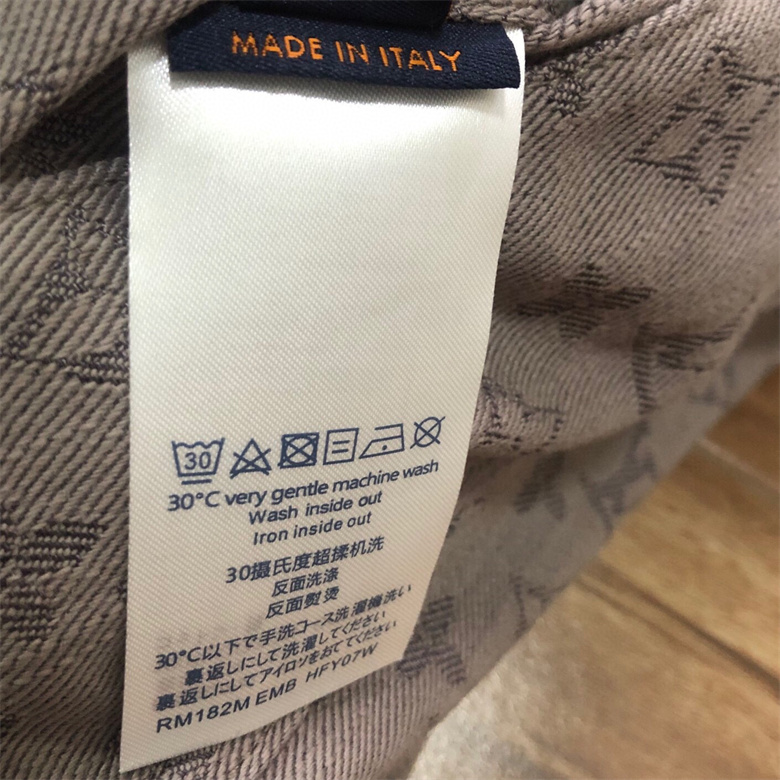 MADE IN ITALY
30
30°C very gentle machine wash
Wash inside out
Iron inside out
30摄氏度超揉机洗
反面洗涤
反面熨烫
30°C以下で手洗コース洗濯機洗い
裏返しにして洗濯してください
裏返しにしてアイロンをおててください
RM182M EMB HFY07W